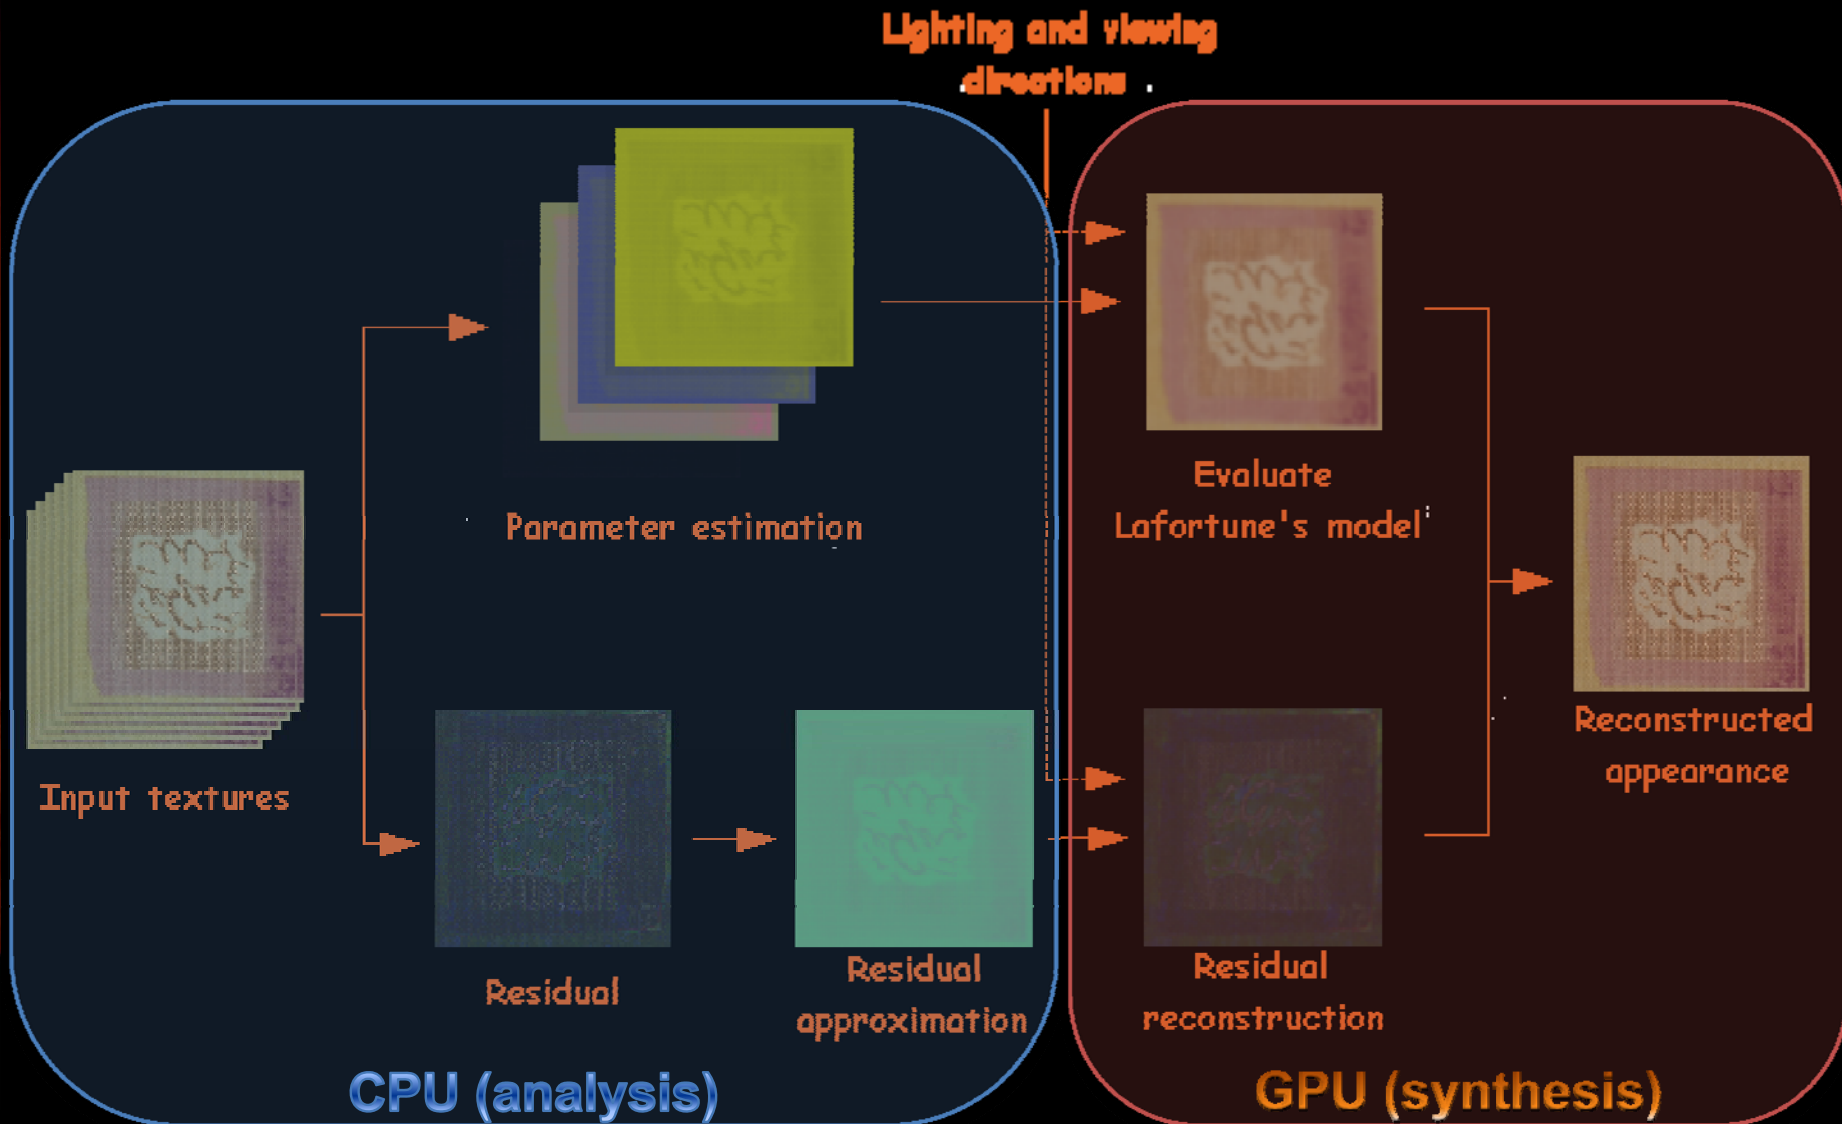 Lighting and viewing
directions
Parameter estimation
Evaluate
Lafortune's model
Input textures
Reconstructed
appearance
Residual
Residual
approximation
Residual
reconstruction
CPU (analysis)
GPU (synthesis)